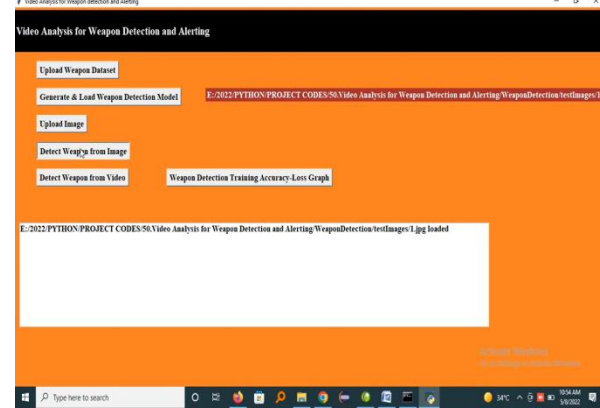 Video Analysis for Weapon detection and Alerting
Video Analysis for Weapon Detection and Alerting
Upload Weapon Dataset
Generate & Load Weapon Detection Model
E:/2022/PYTHON/PROJECT CODES/50.Video Analysis for Weapon Detection and Alerting/WeaponDetection/testImages/1
Upload Image
Detect Weapon from Image
Detect Weapon from Video
Weapon Detection Training Accuracy-Loss Graph
E:/2022/PYTHON/PROJECT CODES/50.Video Analysis for Weapon Detection and Alerting/WeaponDetection/testImages/1.jpg loaded
Activate Windows
Type here to search
34°C
10:54 AM
5/8/2022